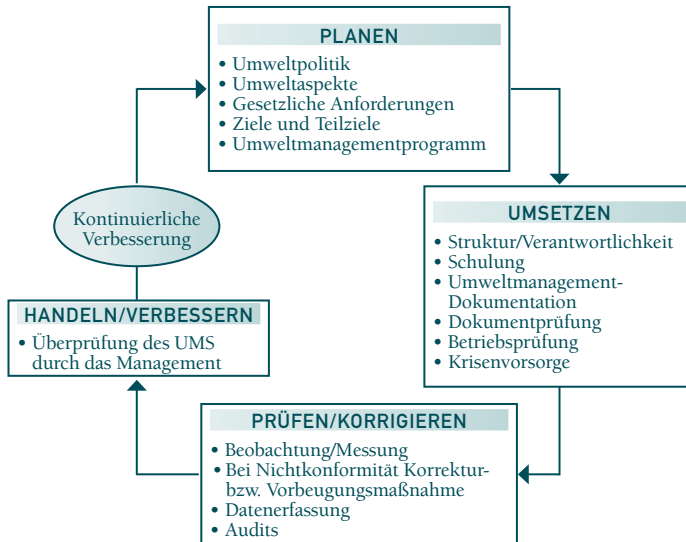 PLANEN
• Umweltpolitik
• Umweltaspekte
• Gesetzliche Anforderungen
• Ziele und Teilziele
• Umweltmanagementprogramm
UMSETZEN
• Struktur/Verantwortlichkeit
• Schulung
• Umweltmanagement-
Dokumentation
• Dokumentprüfung
• Betriebsprüfung
• Krisenvorsorge
PRÜFEN/KORRIGIEREN
• Beobachtung/Messung
• Bei Nichtkonformität Korrektur-
bzw. Vorbeugungsmaßnahme
• Datenerfassung
• Audits
HANDELN/VERBESSERN
• Überprüfung des UMS
durch das Management
Kontinuierliche
Verbesserung